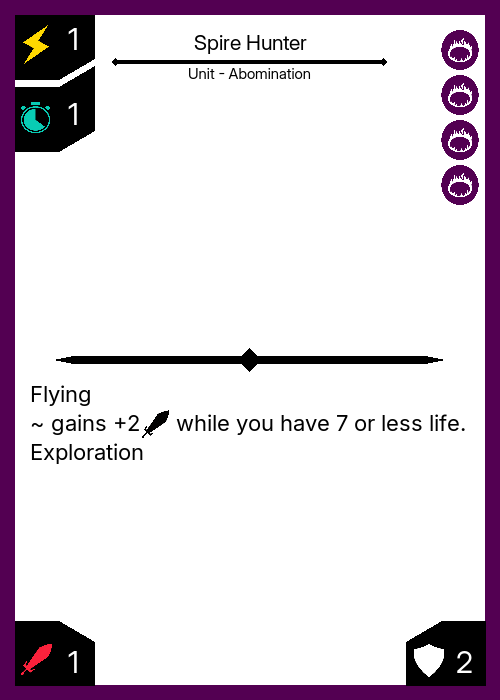 1
Spire Hunter
Unit - Abomination
1
Flying
~ gains +2 while you have 7 or less life.
Exploration
1
2